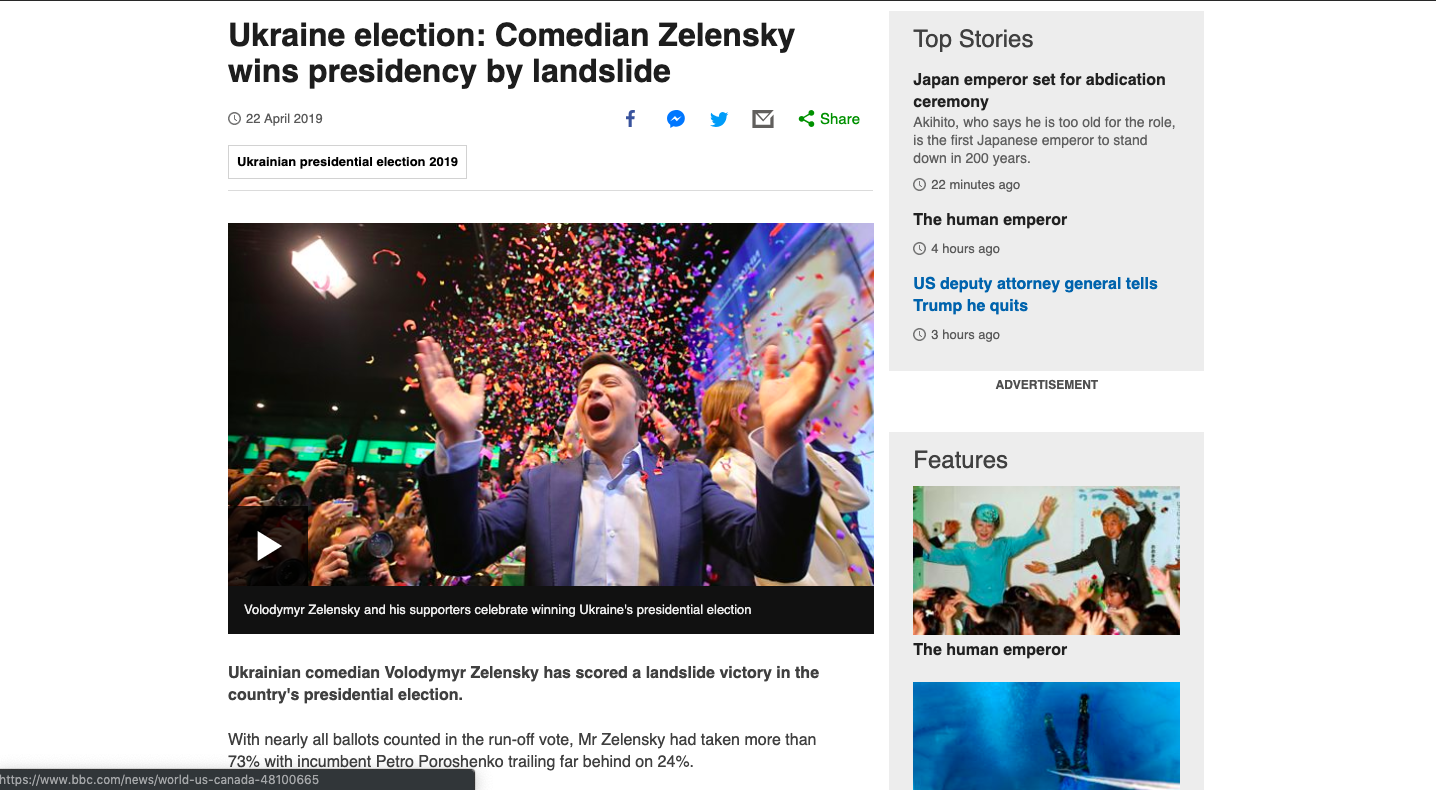 Ukraine election: Comedian Zelensky
wins presidency by landslide
22 April 2019
Share
Ukrainian presidential election 2019
Volodymyr Zelensky and his supporters celebrate winning Ukraine's presidential election
Ukrainian comedian Volodymyr Zelensky has scored a landslide victory in the
country's presidential election.
With nearly all ballots counted in the run-off vote, Mr Zelensky had taken more than
73% with incumbent Petro Poroshenko trailing far behind on 24%.
https://www.bbc.com/news/world-us-canada-48100665
Top Stories
Japan emperor set for abdication
ceremony
Akihito, who says he is too old for the role,
is the first Japanese emperor to stand
down in 200 years.
22 minutes ago
The human emperor
4 hours ago
US deputy attorney general tells
Trump he quits
3 hours ago
ADVERTISEMENT
Features
The human emperor